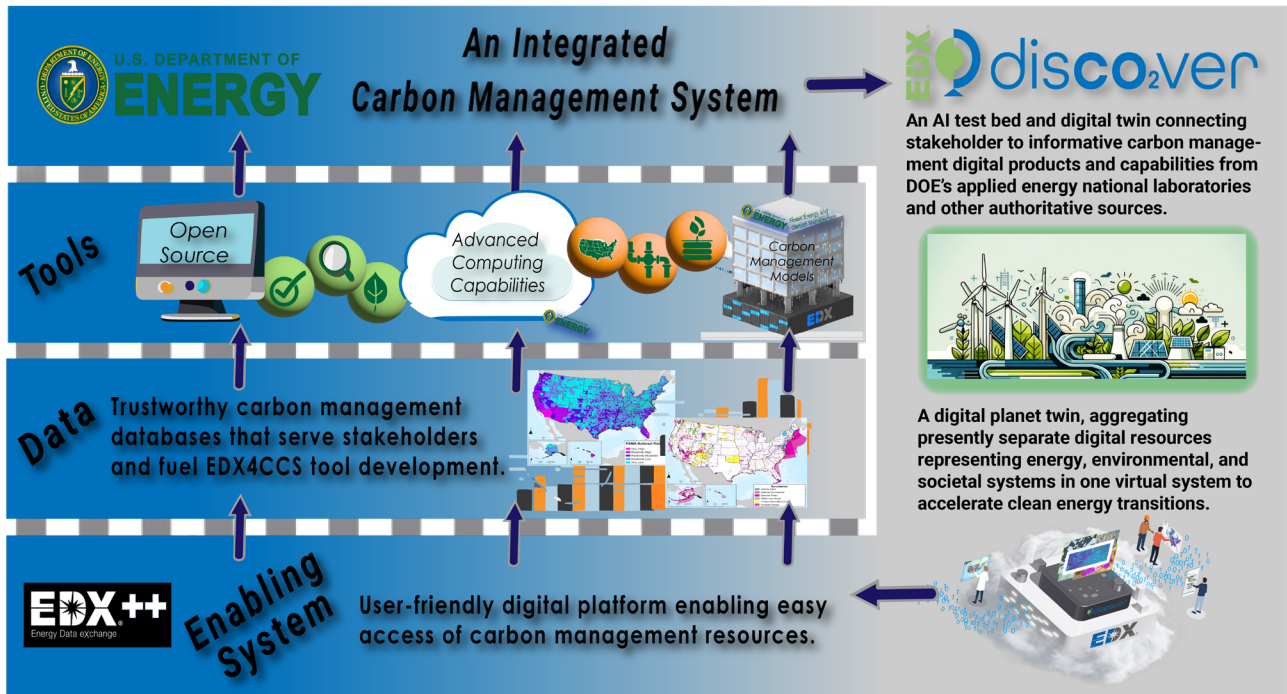 U.S. DEPARTMENT OF
ENERGY
An Integrated
Carbon Management System
EDX
disco₂ver
An AI test bed and digital twin connecting
stakeholder to informative carbon manage-
ment digital products and capabilities from
DOE's applied energy national laboratories
and other authoritative sources.
Tools
Open
Source
Advanced
Computing
Capabilities
ENERGY
ENERGY
Carbon
Management
Models
EDX
Data
Trustworthy carbon management
databases that serve stakeholders
and fuel EDX4CCS tool development.
A digital planet twin, aggregating
presently separate digital resources
representing energy, environmental, and
societal systems in one virtual system to
accelerate clean energy transitions.
EDX++
Energy Data eXchange
Enabling
System
User-friendly digital platform enabling easy
access of carbon management resources.
disco₂ver
EDX